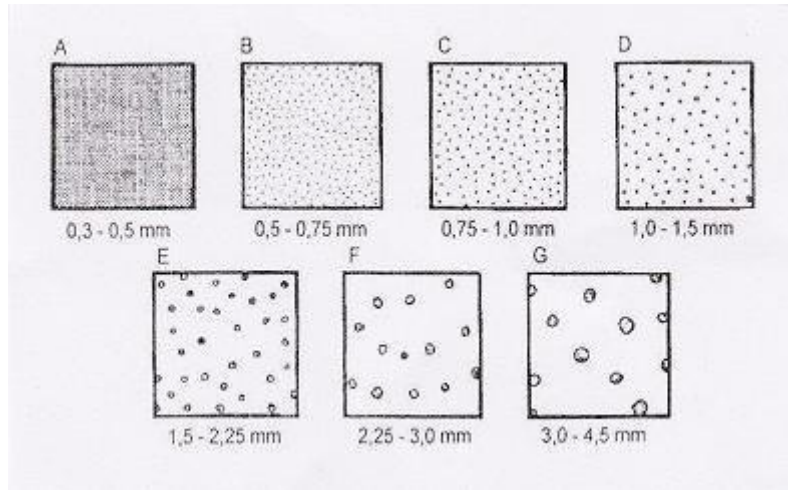 A B C D
0,3 - 0,5 mm 0,5 - 0,75 mm 0,75 - 1,0 mm 1,0 - 1,5 mm
E F G
1,5 - 2,25 mm 2,25 - 3,0 mm 3,0 - 4,5 mm